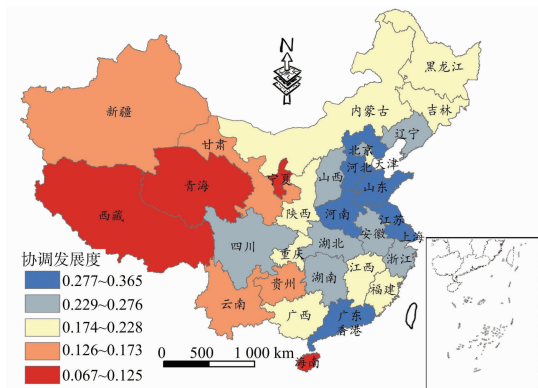 N
黑龙江
内蒙古
吉林
新疆
辽宁
甘肃
北京
天津
河北
宁夏
山西
青海
山东
西藏
陕西
河南
江苏
安徽
上海
四川
湖北
重庆
浙江
湖南
江西
贵州
福建
云南
广西
广东
香港
海南
协调发展度
0.277~0.365
0.229~0.276
0.174~0.228
0.126~0.173
0.067~0.125
0 500 1 000 km